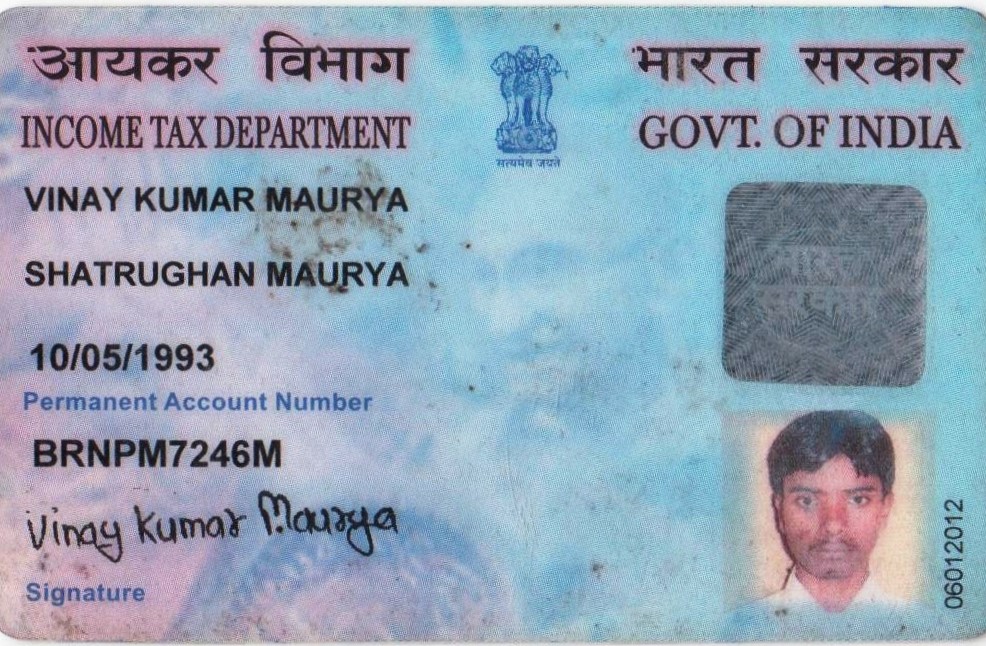 आयकर विभाग
INCOME TAX DEPARTMENT
सत्यमेव जयते
भारत सरकार
GOVT. OF INDIA
VINAY KUMAR MAURYA
SHATRUGHAN MAURYA
भारत
सरकार
10/05/1993
Permanent Account Number
BRNPM7246M
Vinay Kumar Maurya
Signature
06012012